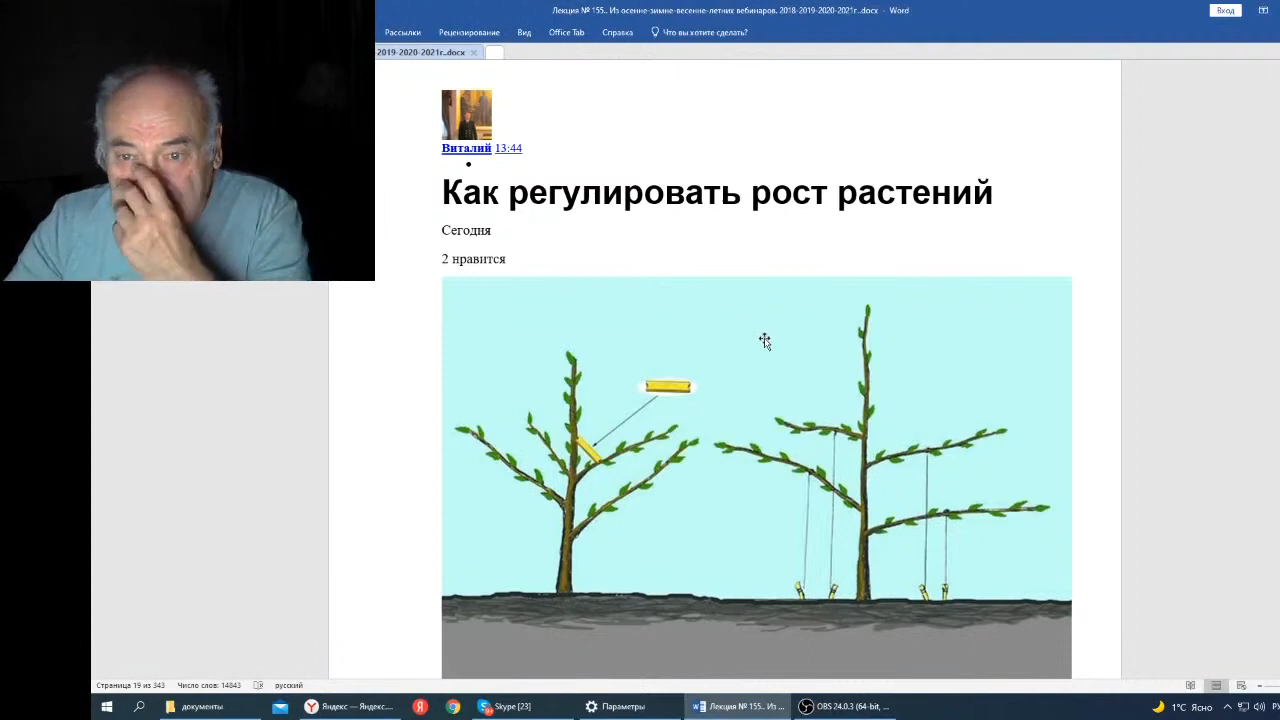 Лекция № 155.. Из осенне-зимне-весенне-летних вебинаров. 2018-2019-2020-2021г..docx - Word
Вход
Рассылки Рецензирование Вид Office Tab Справка Что вы хотите сделать?
2019-2020-2021г..docx
Виталий 13:44
Как регулировать рост растений
Сегодня
2 нравится
Страница 19 из 343 Число слов: 14843 русский
документы Яндекс — Яндекс.... Skype [23] Параметры Лекция № 155.. Из ... OBS 24.0.3 (64-bit, ... 1°C Ясно